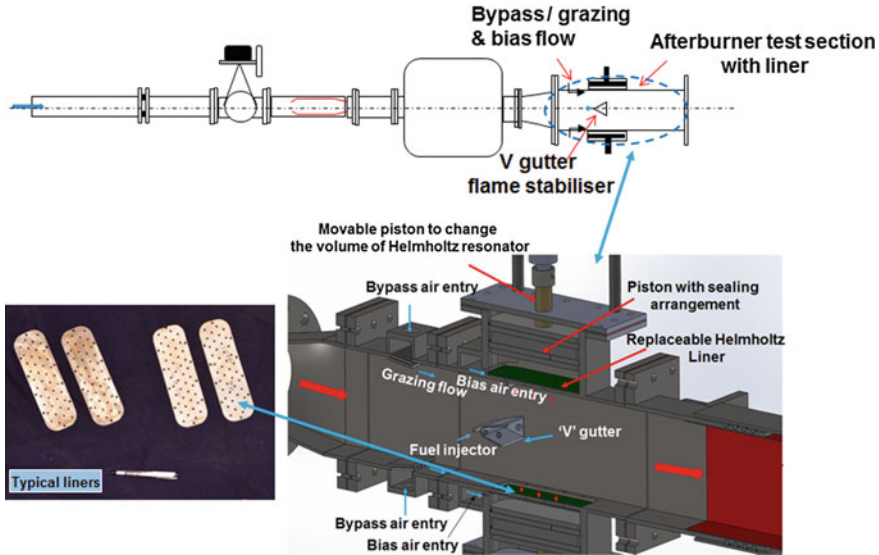 Bypass/ grazing
& bias flow
Afterburner test section
with liner
V gutter
flame stabiliser
Movable piston to change
the volume of Helmholtz resonator
Bypass air entry
Piston with sealing
arrangement
Replaceable Helmholtz
Liner
Grazing flow
Bias air entry
Fuel injector
‘V’ gutter
Typical liners
Bypass air entry
Bias air entry